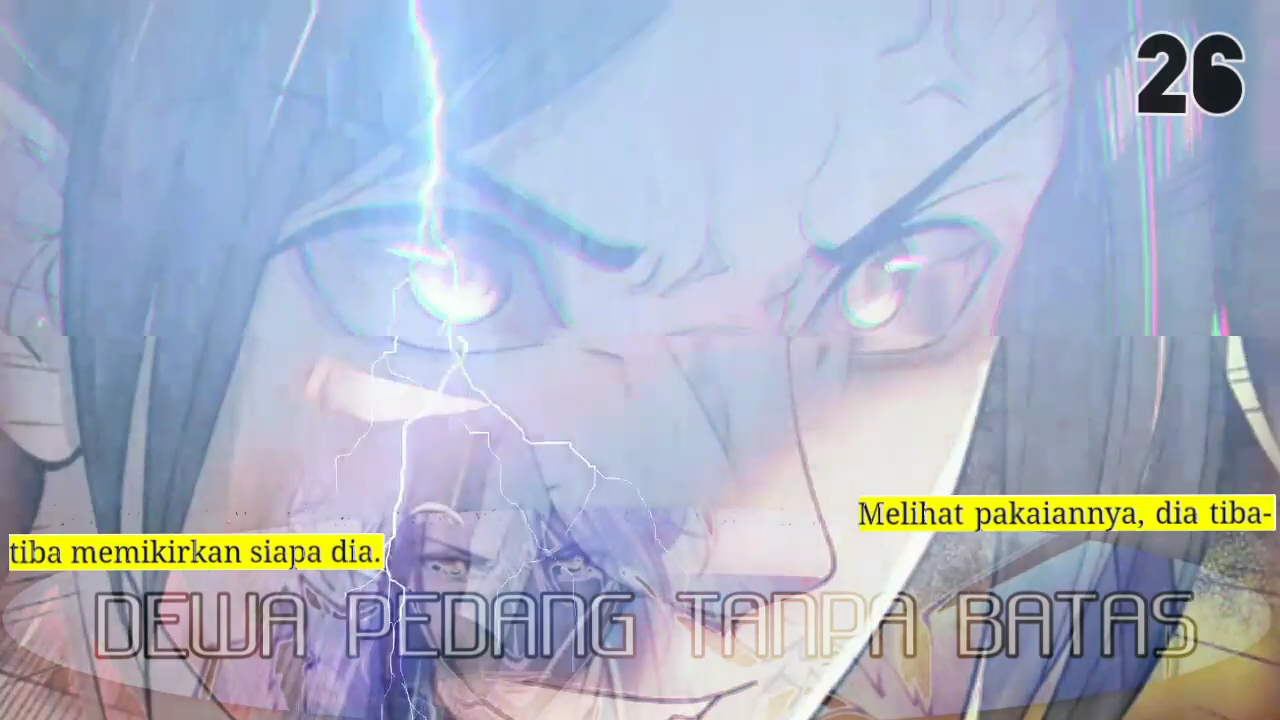 26
Melihat pakaiannya, dia tiba-
tiba memikirkan siapa dia.
DEWA PEDANG TANPA BATAS